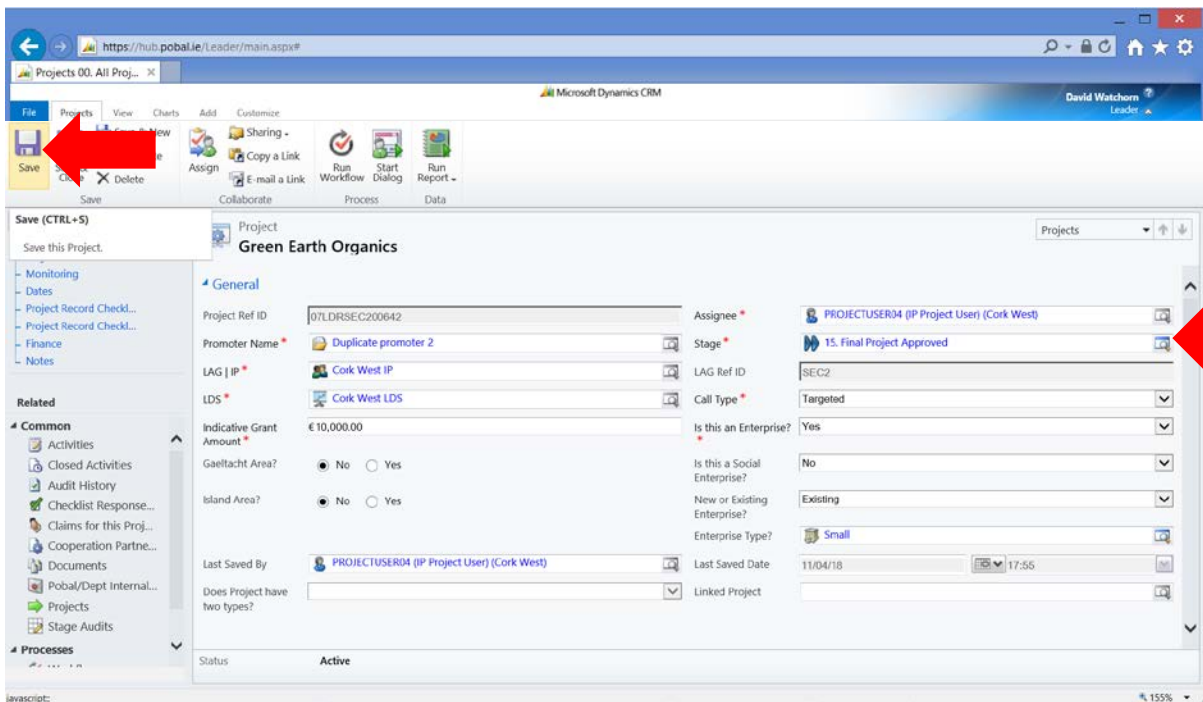 https://hub.pobal.ie/Leader/main.aspx#
Projects 00. All Proj...
Microsoft Dynamics CRM
David Watchorn
Leader
File Projects View Charts Add Customize
Save
Delete
Save
Assign
Sharing
Copy a Link
E-mail a Link
Collaborate
Run Workflow
Start Dialog
Process
Run Report
Data
Save (CTRL+S)
Save this Project.
Project
Green Earth Organics
Projects
Monitoring
Dates
Project Record Checkl...
Project Record Checkl...
Finance
Notes
Related
Common
Activities
Closed Activities
Audit History
Checklist Response...
Claims for this Proj...
Cooperation Partne...
Documents
Pobal/Dept Internal...
Projects
Stage Audits
Processes
General
Project Ref ID 07LDRSEC200642
Assignee * PROJECTUSER04 (IP Project User) (Cork West)
Promoter Name * Duplicate promoter 2
Stage * 15. Final Project Approved
LAG | IP * Cork West IP
LAG Ref ID SEC2
LDS * Cork West LDS
Call Type * Targeted
Indicative Grant Amount * €10,000.00
Is this an Enterprise? * Yes
Gaeltacht Area? No Yes
Is this a Social Enterprise? No
Island Area? No Yes
New or Existing Enterprise? Existing
Enterprise Type? Small
Last Saved By PROJECTUSER04 (IP Project User) (Cork West)
Last Saved Date 11/04/18 17:55
Does Project have two types?
Linked Project
Status Active
javascript:;
155%